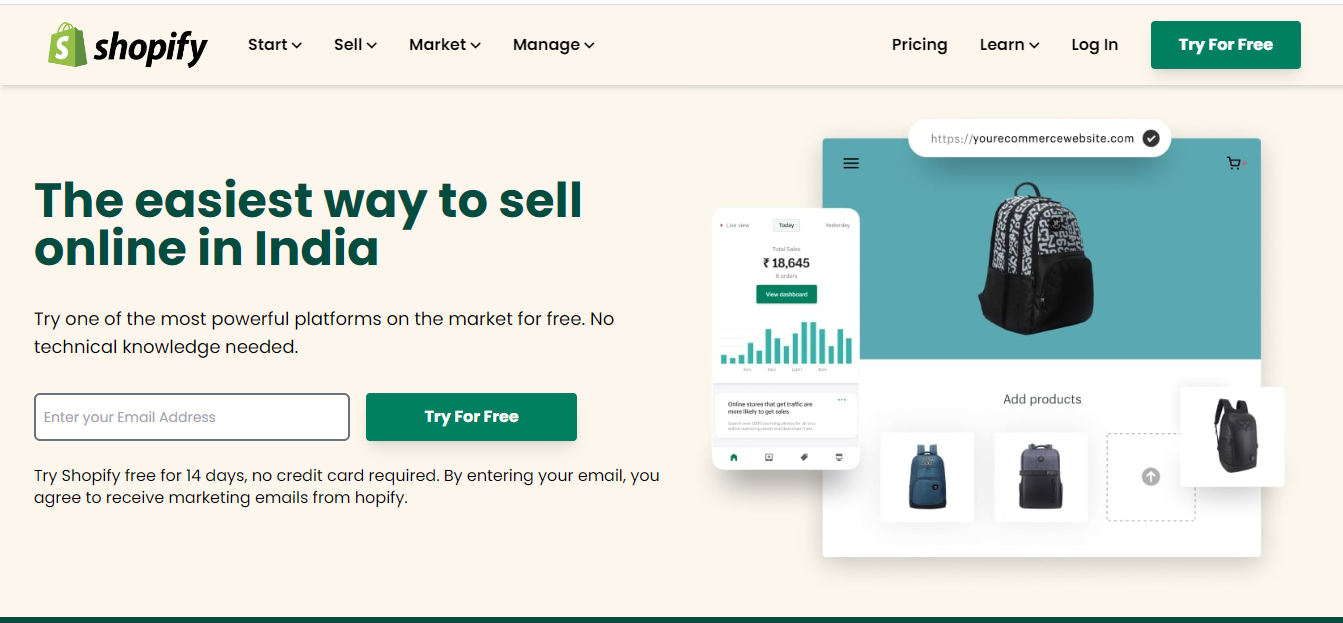 shopify
Start
Sell
Market
Manage
Pricing
Learn
Log In
Try For Free
The easiest way to sell
online in India
Try one of the most powerful platforms on the market for free. No
technical knowledge needed.
Enter your Email Address
Try For Free
Try Shopify free for 14 days, no credit card required. By entering your email, you
agree to receive marketing emails from hopify.
https://yourecommercewebsite.com
Live view
Today
Yesterday
Total Sales
₹ 18,645
6 orders
View dashboard
Online stores that get traffic are
more likely to get sales
Add products